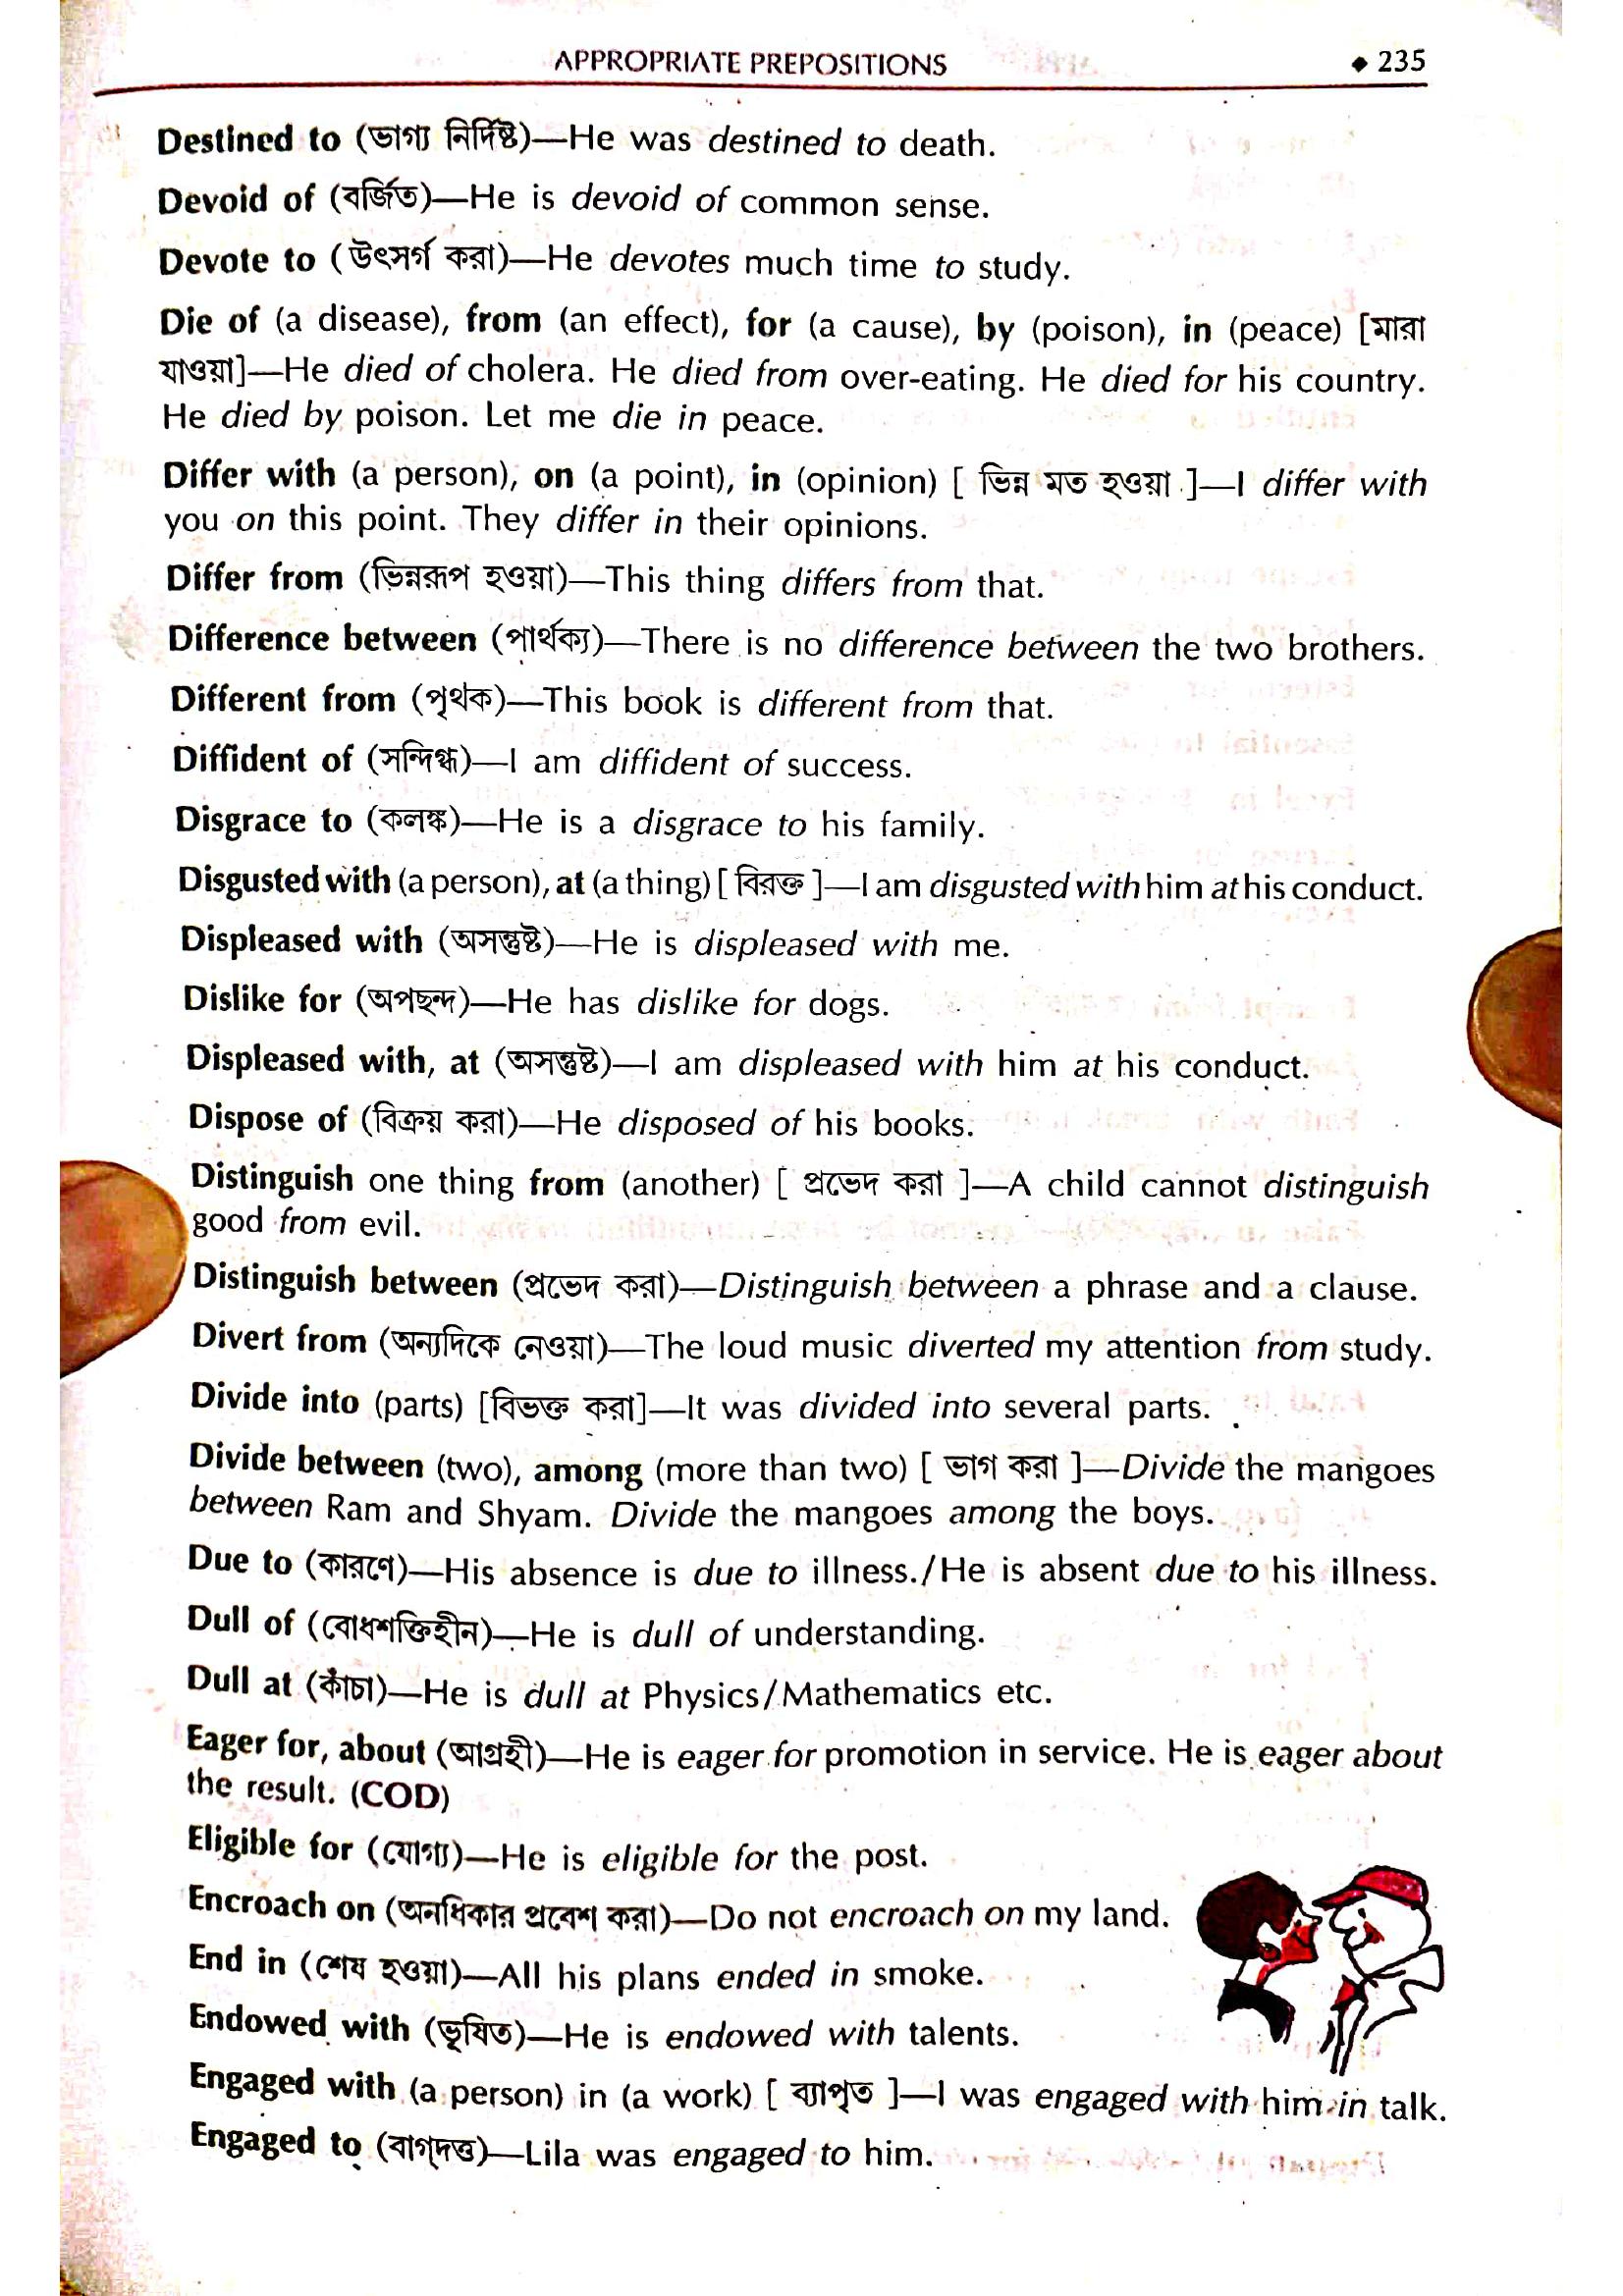 APPROPRIATE PREPOSITIONS ◆ 235
Destined to (ভাগ্য নির্দিষ্ট)—He was destined to death.
Devoid of (বর্জিত)—He is devoid of common sense.
Devote to (উৎসর্গ করা)—He devotes much time to study.
Die of (a disease), from (an effect), for (a cause), by (poison), in (peace) [মারা
যাওয়া]—He died of cholera. He died from over-eating. He died for his country.
He died by poison. Let me die in peace.
Differ with (a person), on (a point), in (opinion) [ ভিন্ন মত হওয়া ]—I differ with
you on this point. They differ in their opinions.
Differ from (ভিন্নরূপ হওয়া)—This thing differs from that.
Difference between (পার্থক্য)—There is no difference between the two brothers.
Different from (পৃথক)—This book is different from that.
Diffident of (সন্দিগ্ধ)—I am diffident of success.
Disgrace to (কলঙ্ক)—He is a disgrace to his family.
Disgusted with (a person), at (a thing) [ বিরক্ত ]—I am disgusted with him at his conduct.
Displeased with (অসন্তুষ্ট)—He is displeased with me.
Dislike for (অপছন্দ)—He has dislike for dogs.
Displeased with, at (অসন্তুষ্ট)—I am displeased with him at his conduct.
Dispose of (বিক্রয় করা)—He disposed of his books.
Distinguish one thing from (another) [ প্রভেদ করা ]—A child cannot distinguish
good from evil.
Distinguish between (প্রভেদ করা)—Distinguish between a phrase and a clause.
Divert from (অন্যদিকে নেওয়া)—The loud music diverted my attention from study.
Divide into (parts) [বিভক্ত করা]—It was divided into several parts.
Divide between (two), among (more than two) [ ভাগ করা ]—Divide the mangoes
between Ram and Shyam. Divide the mangoes among the boys.
Due to (কারণে)—His absence is due to illness./He is absent due to his illness.
Dull of (বোধশক্তিহীন)—He is dull of understanding.
Dull at (কাঁচা)—He is dull at Physics/Mathematics etc.
Eager for, about (আগ্রহী)—He is eager for promotion in service. He is eager about
the result. (COD)
Eligible for (যোগ্য)—He is eligible for the post.
Encroach on (অনধিকার প্রবেশ করা)—Do not encroach on my land.
End in (শেষ হওয়া)—All his plans ended in smoke.
Endowed with (ভূষিত)—He is endowed with talents.
Engaged with (a person) in (a work) [ ব্যাপৃত ]—I was engaged with him in talk.
Engaged to (বাগ্‌দত্ত)—Lila was engaged to him.